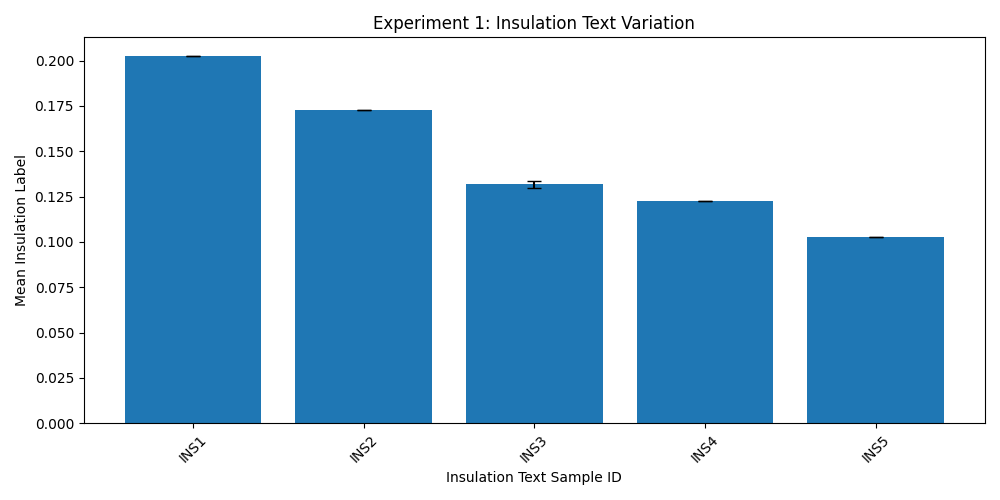 Experiment 1: Insulation Text Variation
Mean Insulation Label
0.200
0.175
0.150
0.125
0.100
0.075
0.050
0.025
0.000
INS1
INS2
INS3
INS4
INS5
Insulation Text Sample ID